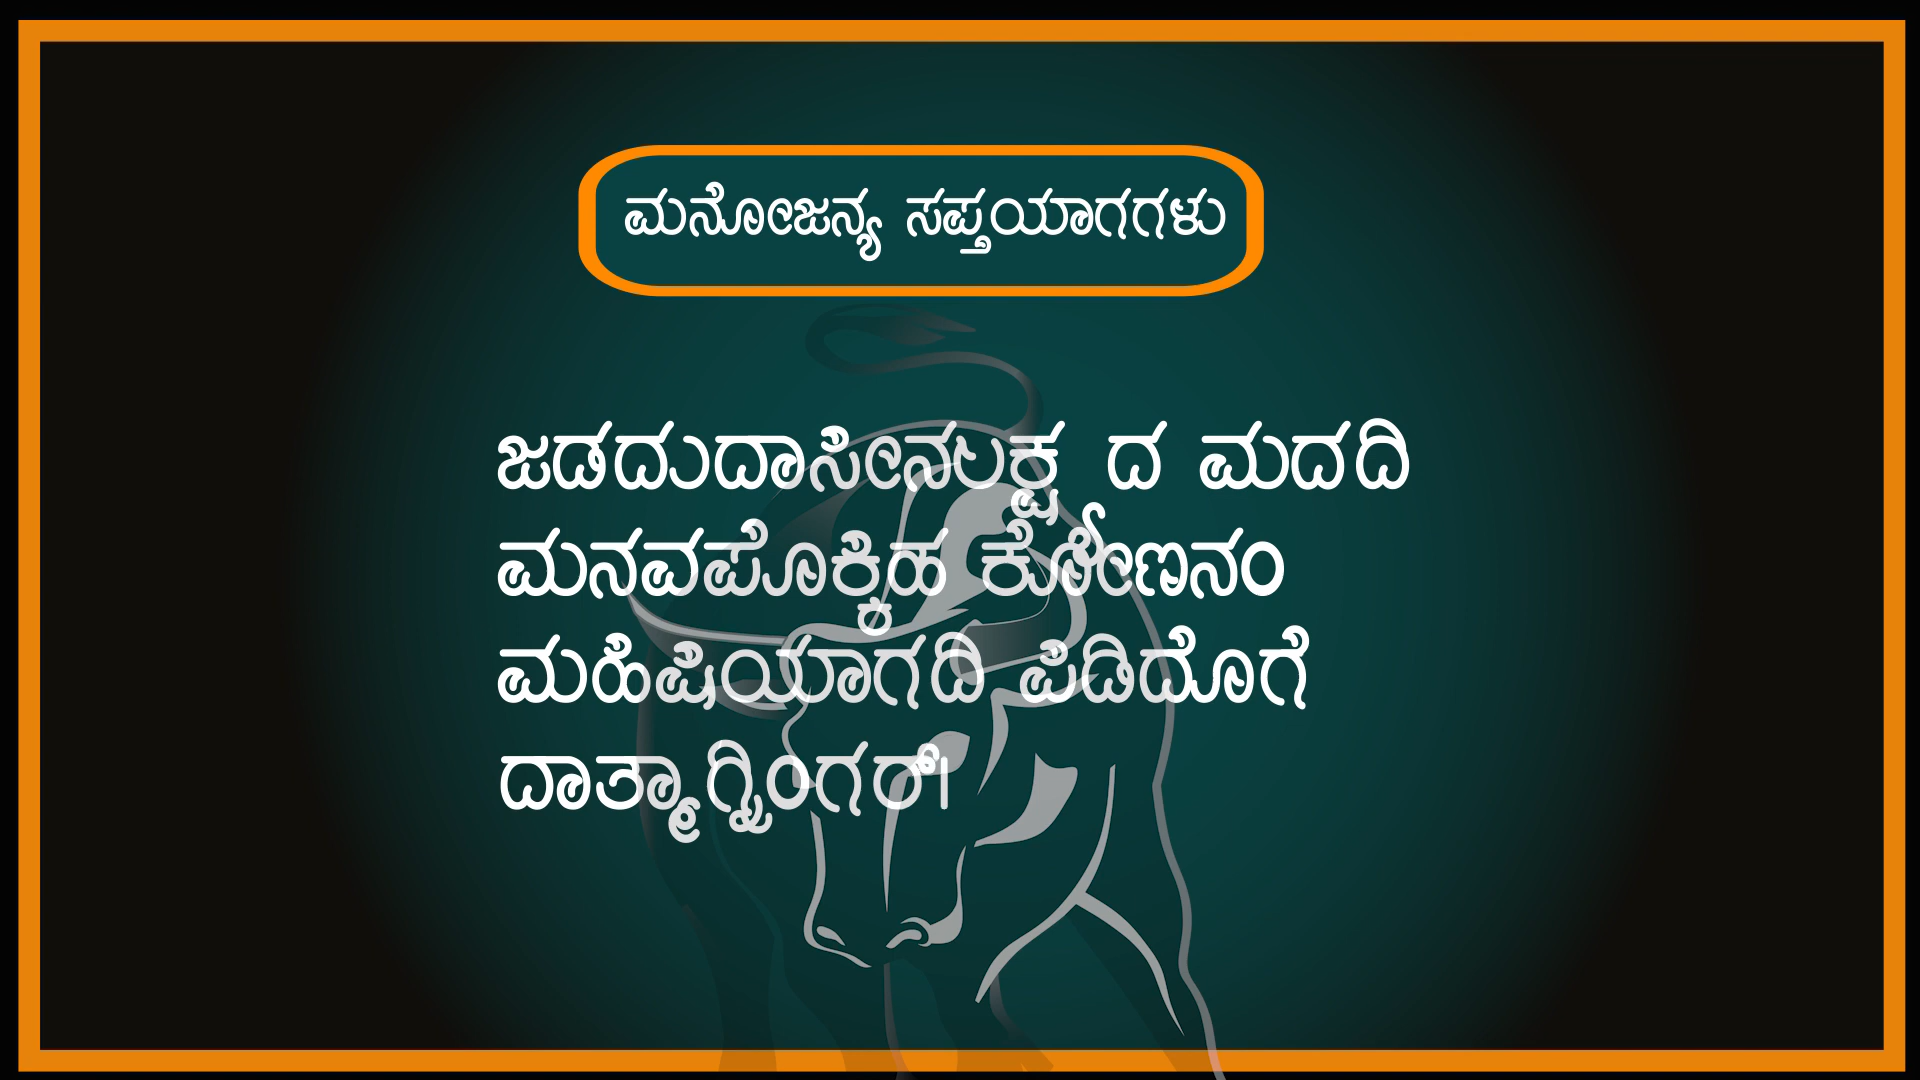 ಮನೋಜನ್ಯ ಸಪ್ತಯಾಗಗಳು
ಜಡದುದಾಸೀನಲಕ್ಷ್ಯದ ಮದದಿ
ಮನವಪೊಕ್ಕಿಹ ಕೋಣನಂ
ಮಹಿಷಿಯಾಗದಿ ಪಿಡಿದೊಗೆ
ದಾತ್ಮಾಗ್ನಿಂಗರ್|